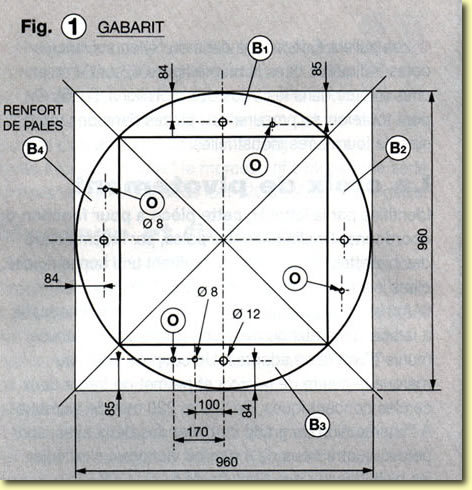 Fig. 1 GABARIT
B1
84
85
RENFORT
DE PALES
B4
O
B2
O
Ø 8
960
84
O
Ø 8
O
Ø 12
100
85
84
B3
170
960